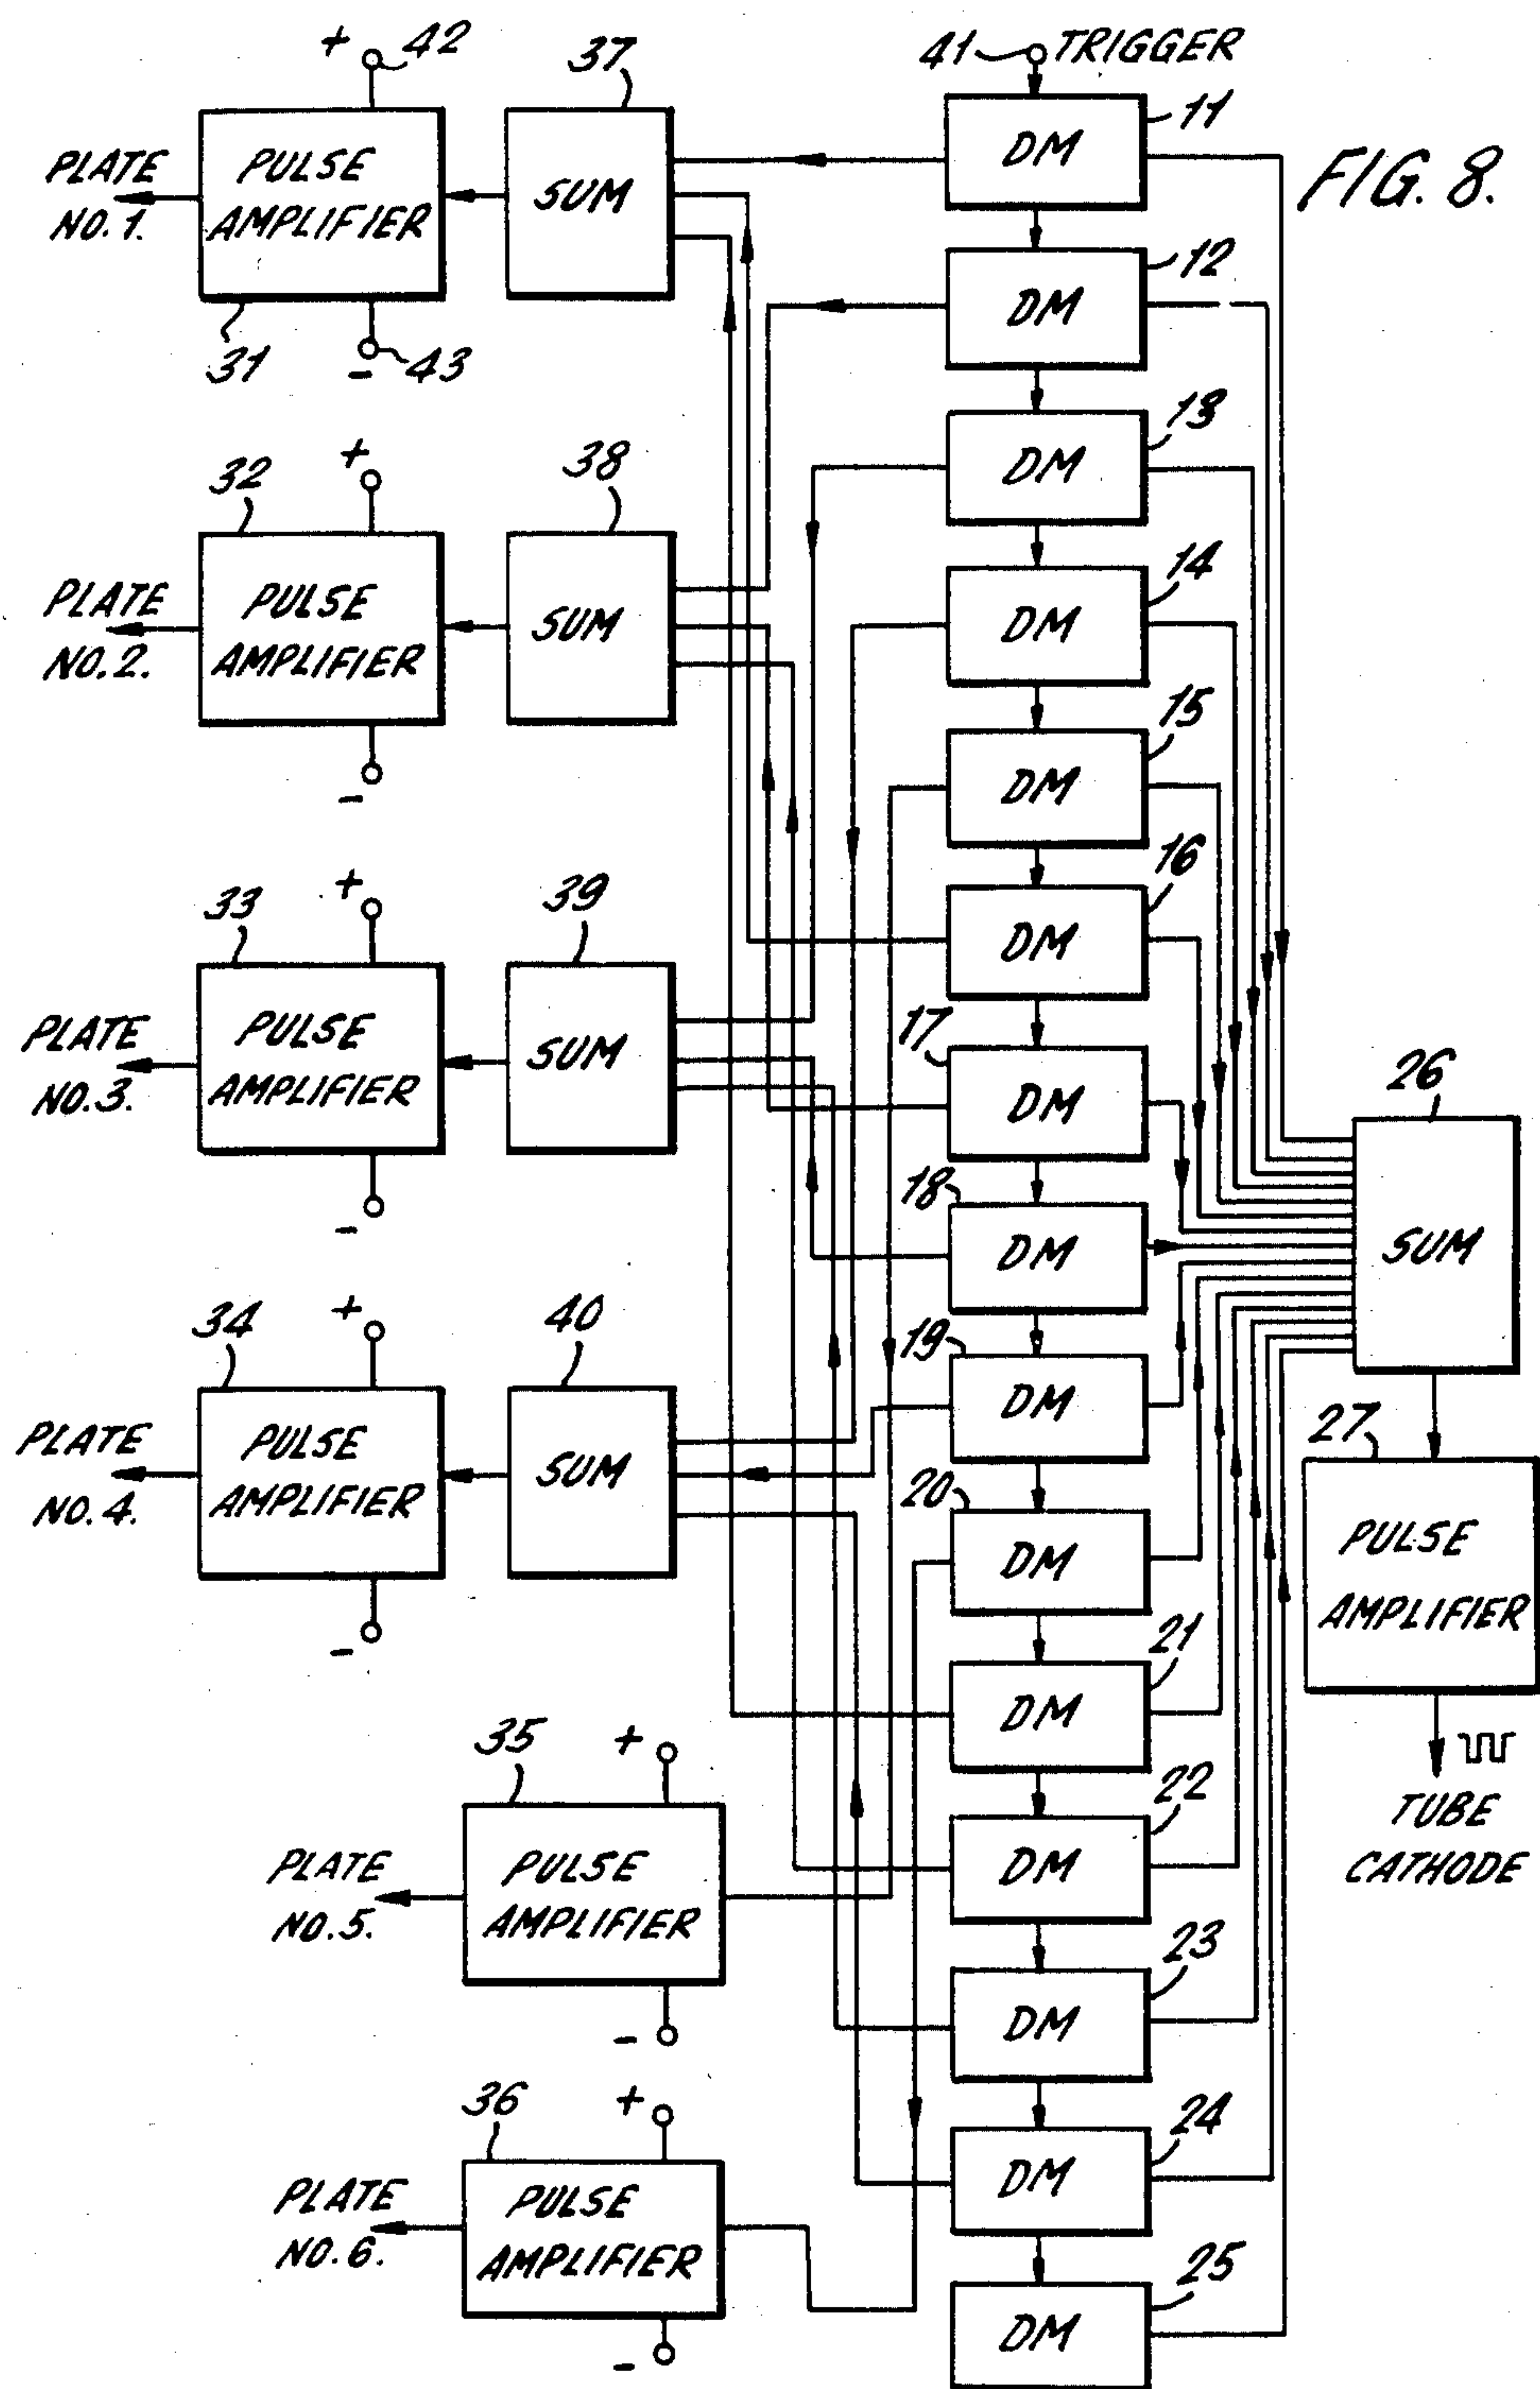 FIG. 8.
41
TRIGGER
+
42
37
11
PLATE
NO. 1.
PULSE
AMPLIFIER
SUM
DM
31
-
43
12
DM
13
DM
32
+
38
14
PLATE
NO. 2.
PULSE
AMPLIFIER
SUM
DM
-
15
DM
33
+
39
16
DM
PLATE
NO. 3.
PULSE
AMPLIFIER
SUM
17
DM
-
18
DM
26
SUM
34
+
40
19
DM
PLATE
NO. 4.
PULSE
AMPLIFIER
SUM
20
DM
-
27
PULSE
AMPLIFIER
TUBE
CATHODE
21
DM
35
+
22
DM
PLATE
NO. 5.
PULSE
AMPLIFIER
-
23
DM
36
+
24
DM
PLATE
NO. 6.
PULSE
AMPLIFIER
-
25
DM